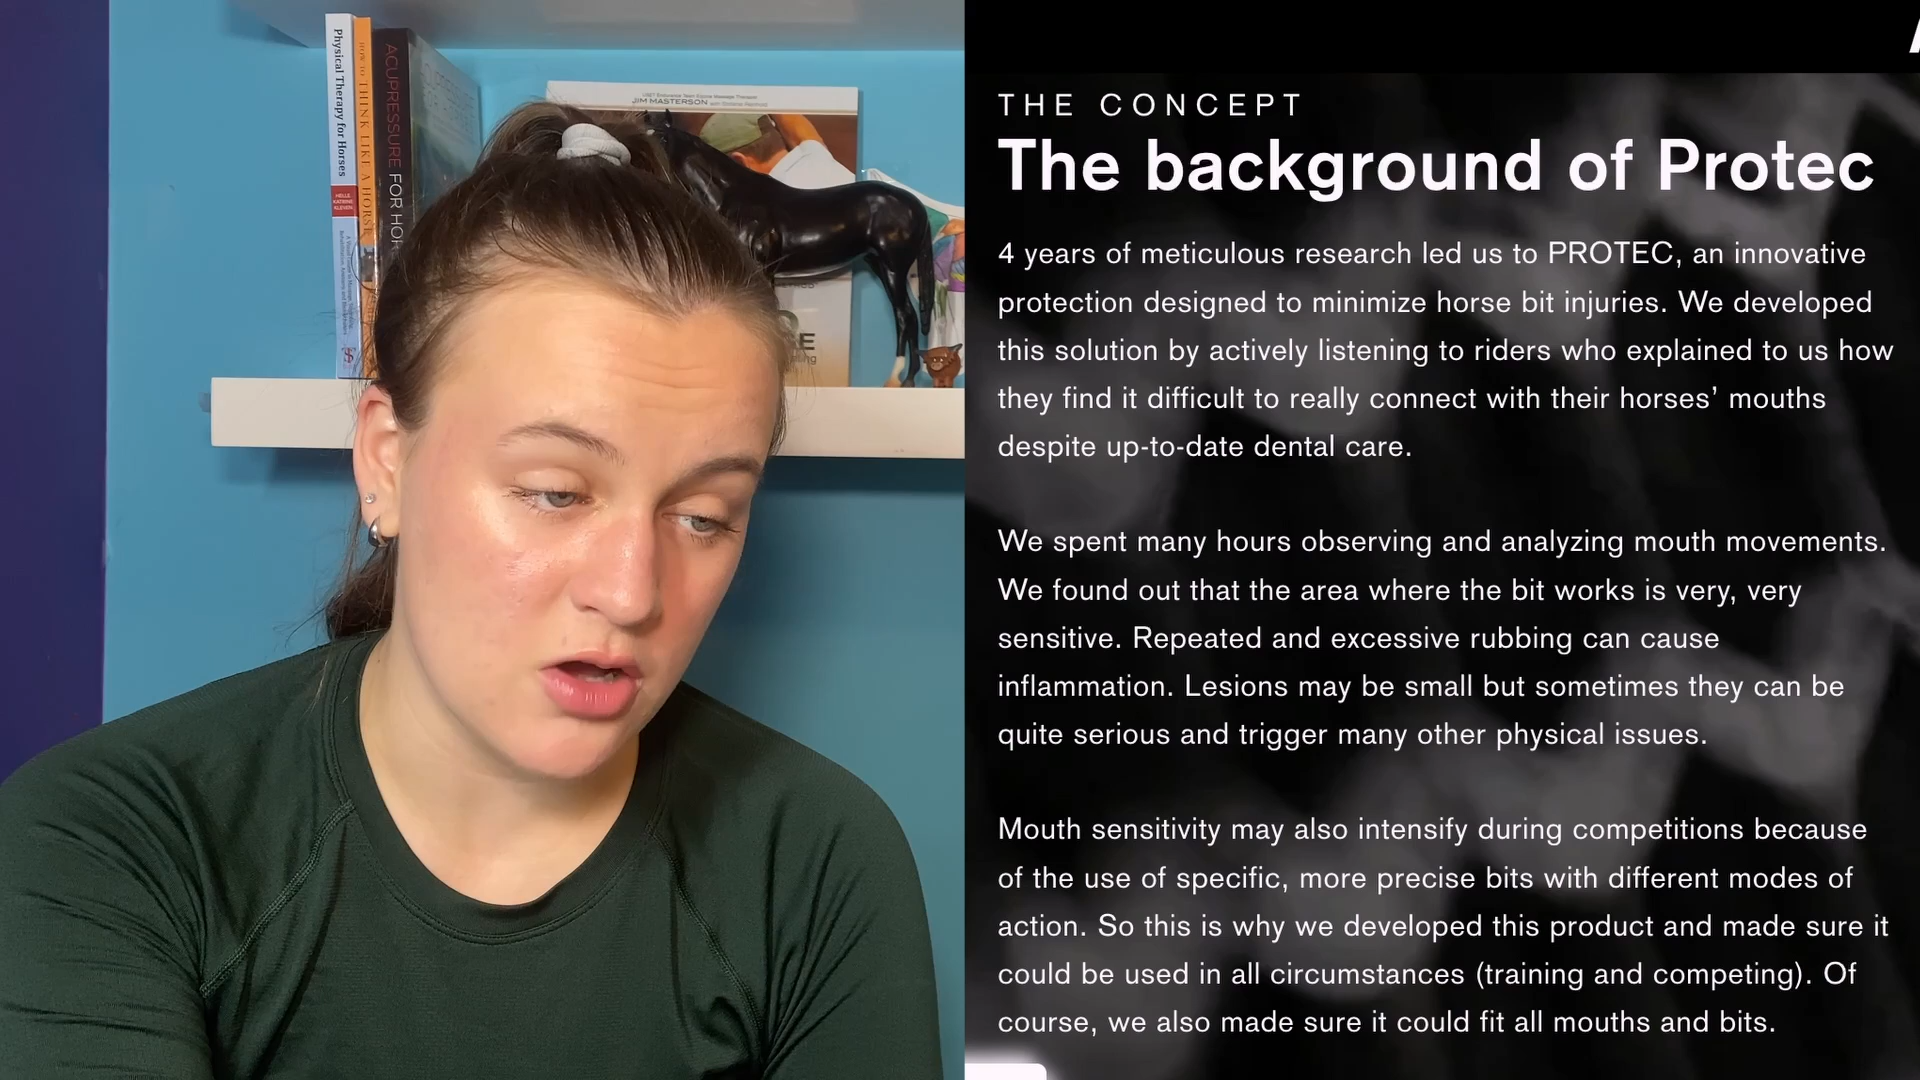 Physical Therapy for Horses
HELLE
KATRINE
KLEVEN
HOW TO THINK LIKE A HORSE
ACUPRESSURE FOR HOR
JIM MASTERSON
THE CONCEPT
The background of Protec
4 years of meticulous research led us to PROTEC, an innovative
protection designed to minimize horse bit injuries. We developed
this solution by actively listening to riders who explained to us how
they find it difficult to really connect with their horses’ mouths
despite up-to-date dental care.
We spent many hours observing and analyzing mouth movements.
We found out that the area where the bit works is very, very
sensitive. Repeated and excessive rubbing can cause
inflammation. Lesions may be small but sometimes they can be
quite serious and trigger many other physical issues.
Mouth sensitivity may also intensify during competitions because
of the use of specific, more precise bits with different modes of
action. So this is why we developed this product and made sure it
could be used in all circumstances (training and competing). Of
course, we also made sure it could fit all mouths and bits.